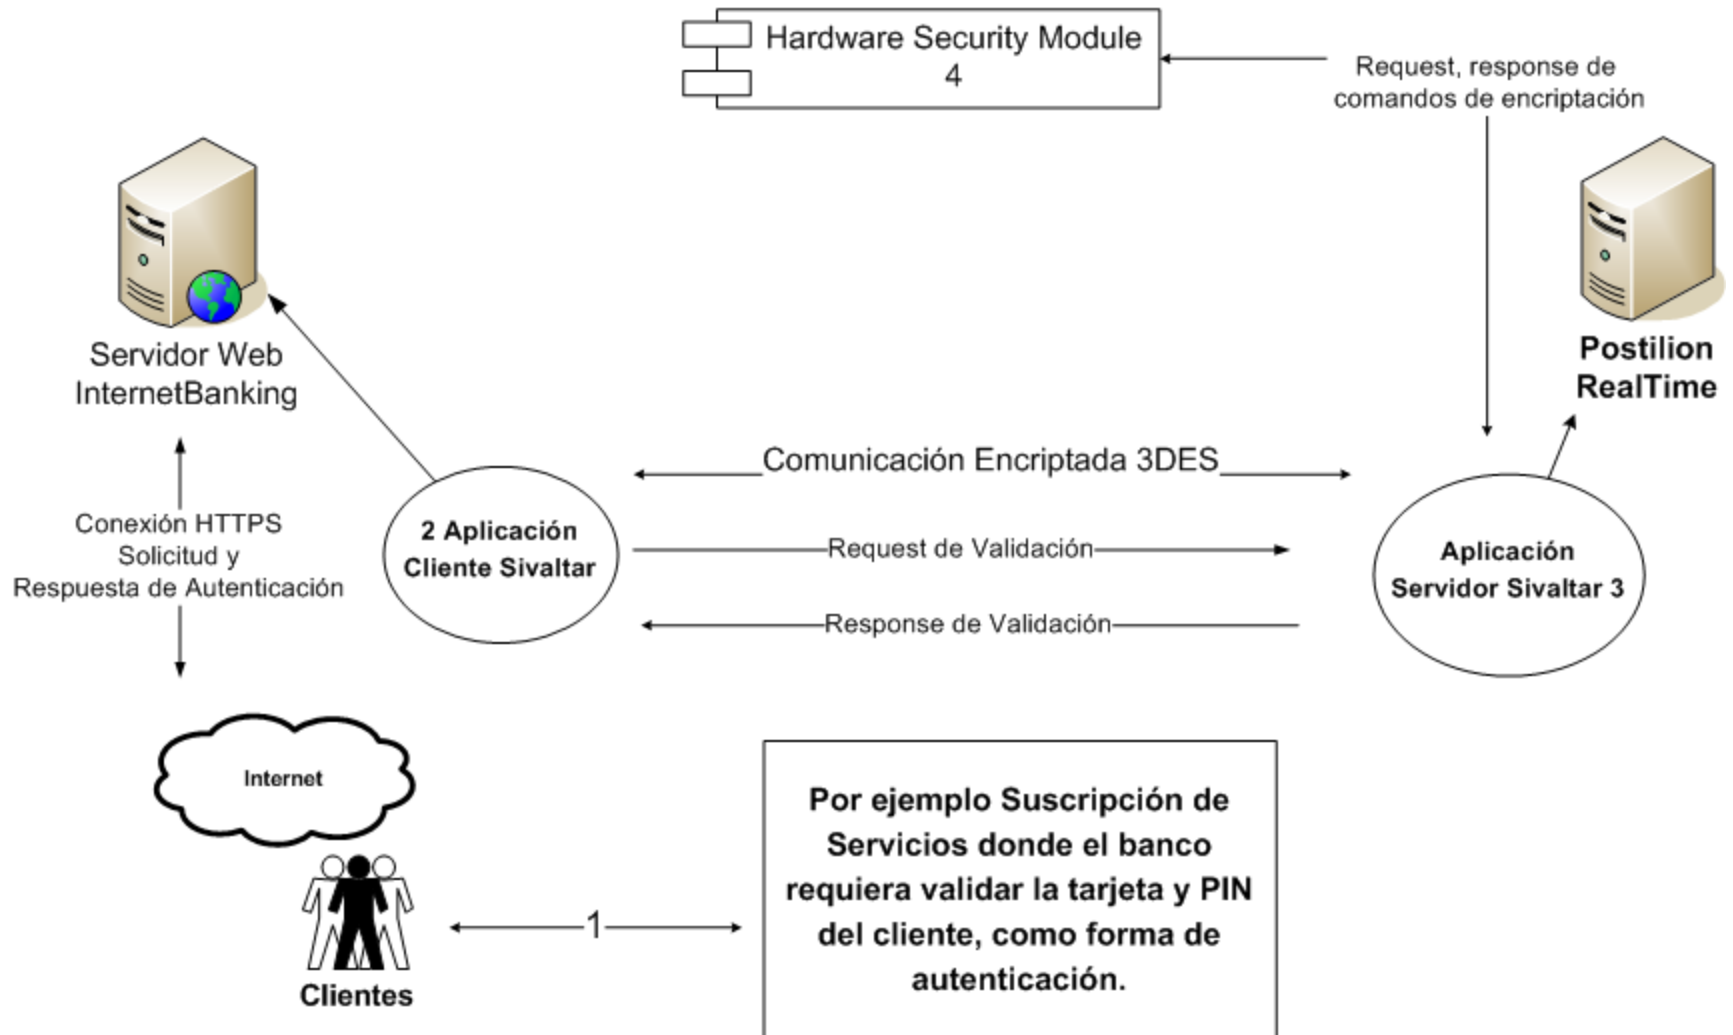 Hardware Security Module
4
Request, response de
comandos de encriptación
Servidor Web
InternetBanking
Postilion
RealTime
Comunicación Encriptada 3DES
Conexión HTTPS
Solicitud y
Respuesta de Autenticación
2 Aplicación
Cliente Sivaltar
Request de Validación
Aplicación
Servidor Sivaltar 3
Response de Validación
Internet
Por ejemplo Suscripción de
Servicios donde el banco
requiera validar la tarjeta y PIN
del cliente, como forma de
autenticación.
1
Clientes